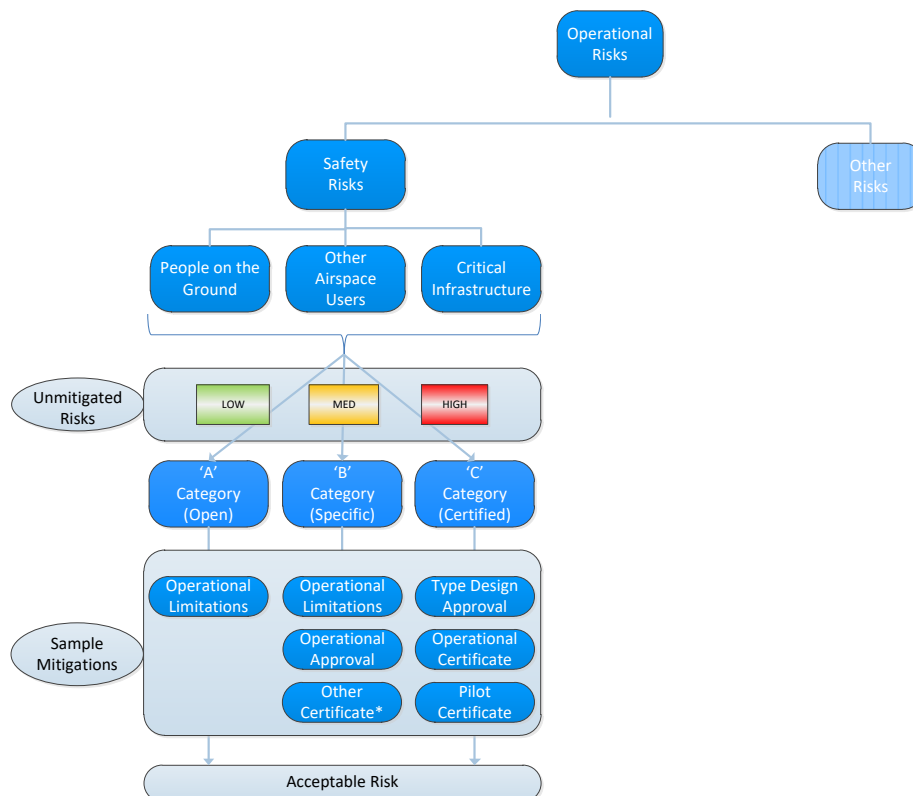 Operational
Risks
Safety
Risks
Other
Risks
People on the
Ground
Other
Airspace
Users
Critical
Infrastructure
Unmitigated
Risks
LOW
MED
HIGH
‘A’
Category
(Open)
‘B’
Category
(Specific)
‘C’
Category
(Certified)
Sample
Mitigations
Operational
Limitations
Operational
Limitations
Type Design
Approval
Operational
Approval
Operational
Certificate
Other
Certificate*
Pilot
Certificate
Acceptable Risk